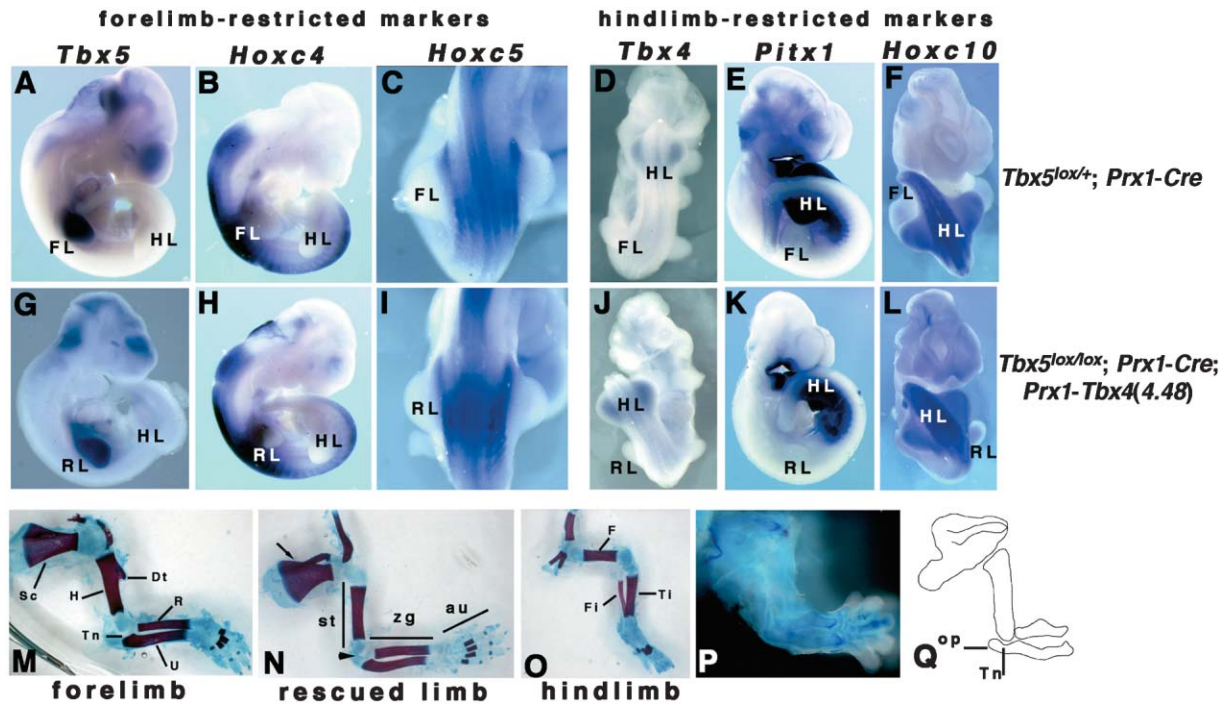 forelimb-restricted markers hindlimb-restricted markers
Tbx5 Hoxc4 Hoxc5 Tbx4 Pitx1 Hoxc10
A B C D E F
FL HL FL HL FL HL FL HL FL FL HL
Tbx5lox/+; Prx1-Cre
G H I J K L
RL HL RL HL RL HL RL HL RL HL RL
Tbx5lox/lox; Prx1-Cre;
Prx1-Tbx4(4.48)
Sc H Dt R Tn U M
st zg au N
F Fi Ti O
P
op Tn Q
forelimb rescued limb hindlimb